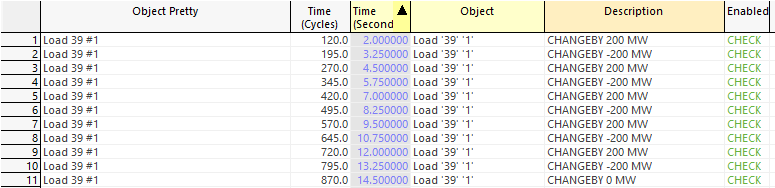 Object Pretty Time (Cycles) Time (Second Object Description Enabled
1 Load 39 #1 120.0 2.000000 Load '39' '1' CHANGEBY 200 MW CHECK
2 Load 39 #1 195.0 3.250000 Load '39' '1' CHANGEBY -200 MW CHECK
3 Load 39 #1 270.0 4.500000 Load '39' '1' CHANGEBY 200 MW CHECK
4 Load 39 #1 345.0 5.750000 Load '39' '1' CHANGEBY -200 MW CHECK
5 Load 39 #1 420.0 7.000000 Load '39' '1' CHANGEBY 200 MW CHECK
6 Load 39 #1 495.0 8.250000 Load '39' '1' CHANGEBY -200 MW CHECK
7 Load 39 #1 570.0 9.500000 Load '39' '1' CHANGEBY 200 MW CHECK
8 Load 39 #1 645.0 10.750000 Load '39' '1' CHANGEBY -200 MW CHECK
9 Load 39 #1 720.0 12.000000 Load '39' '1' CHANGEBY 200 MW CHECK
10 Load 39 #1 795.0 13.250000 Load '39' '1' CHANGEBY -200 MW CHECK
11 Load 39 #1 870.0 14.500000 Load '39' '1' CHANGEBY 0 MW CHECK